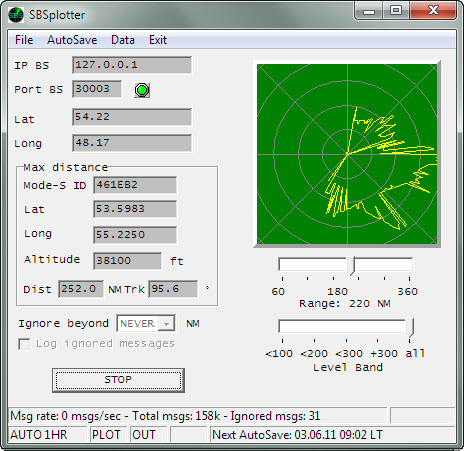 SBSplotter
File AutoSave Data Exit
IP BS 127.0.0.1
Port BS 30003
Lat 54.22
Long 48.17
Max distance
Mode-S ID 461EB2
Lat 53.5983
Long 55.2250
Altitude 38100 ft
Dist 252.0 NM Trk 95.6 °
Ignore beyond NEVER NM
Log ignored messages
STOP
60 180 360
Range: 220 NM
<100 <200 <300 +300 all
Level Band
Msg rate: 0 msgs/sec - Total msgs: 158k - Ignored msgs: 31
AUTO 1HR PLOT OUT Next AutoSave: 03.06.11 09:02 LT